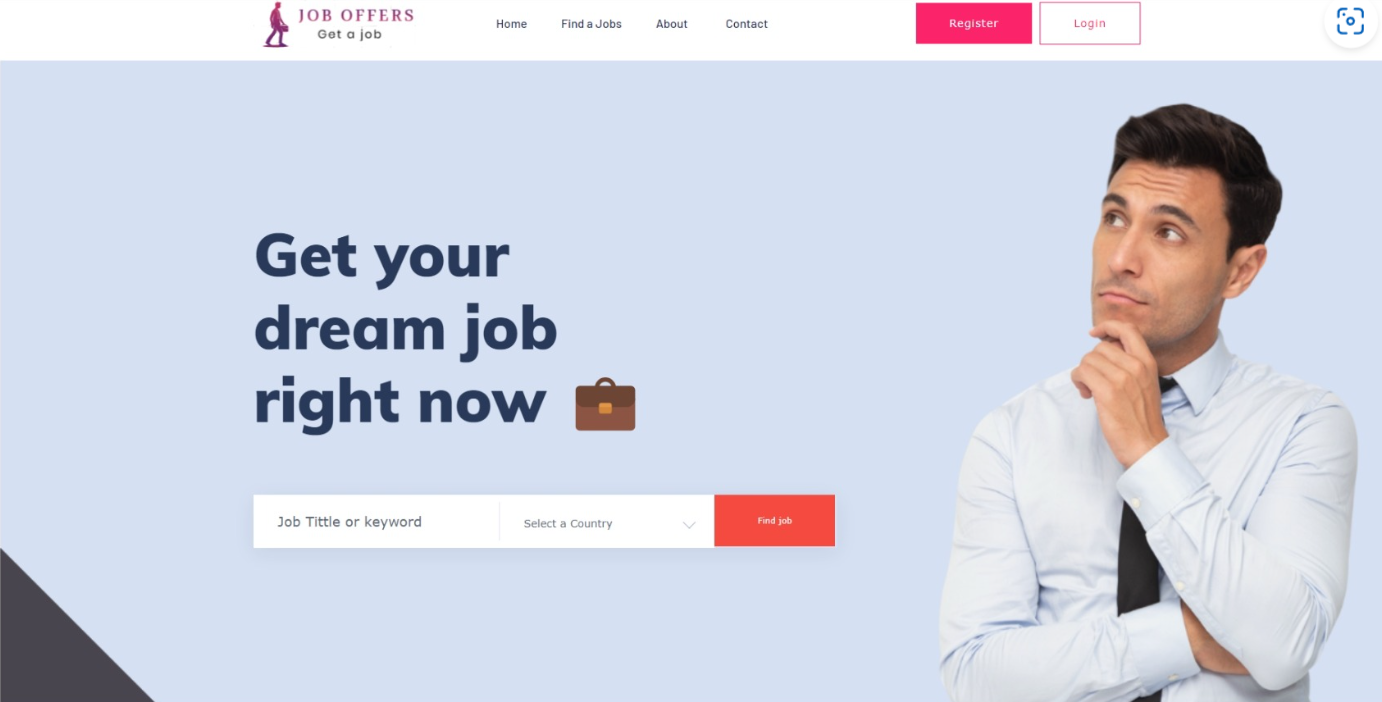 JOB OFFERS
Get a job
Home Find a Jobs About Contact
Register Login
Get your
dream job
right now
Job Tittle or keyword Select a Country Find job